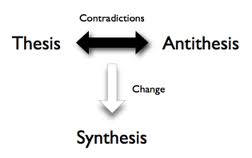 Contradictions
Thesis
Antithesis
Change
Synthesis